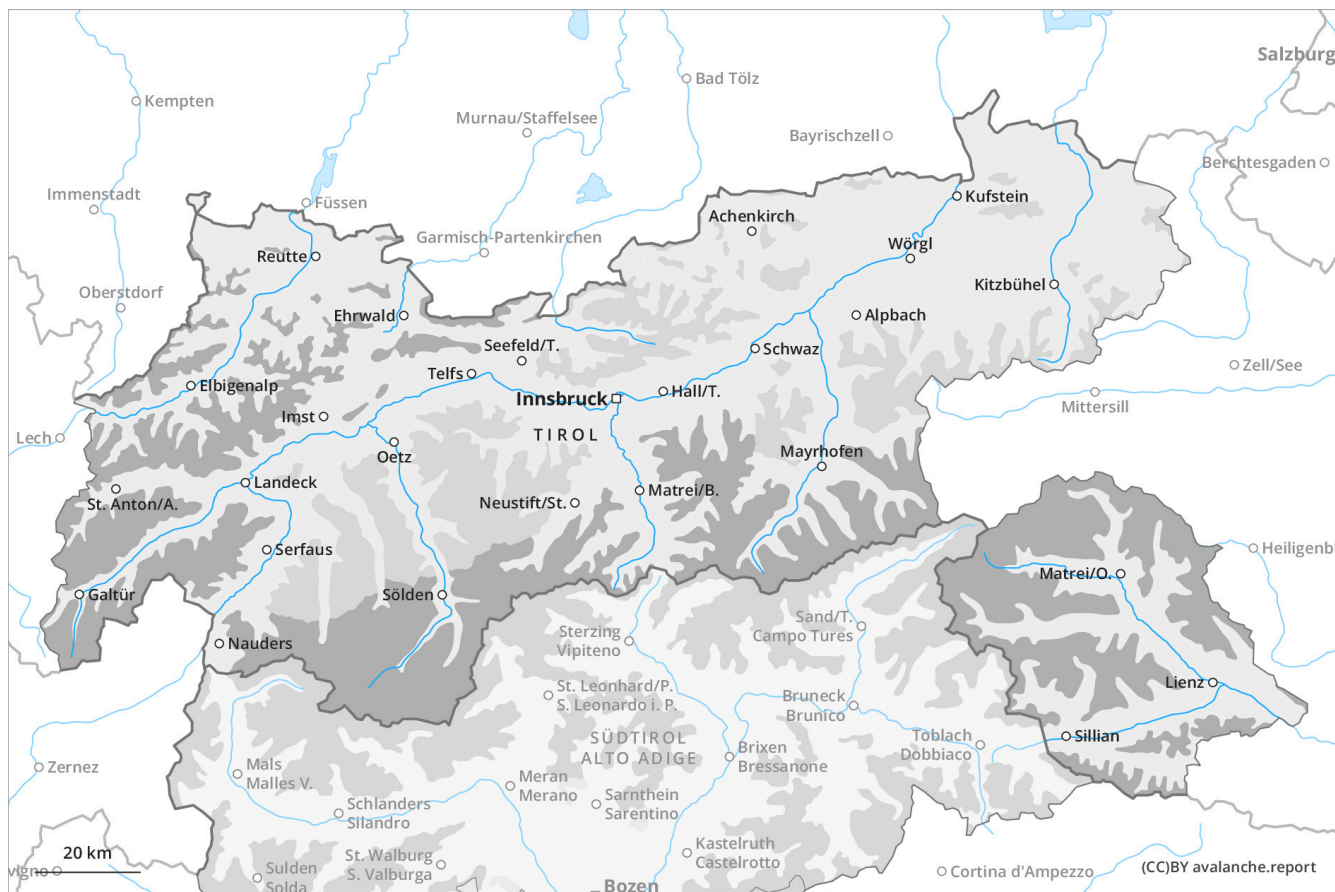 Salzburg
Kempten
Bad Tölz
Murnau/Staffelsee
Bayrischzell
Berchtesgaden
Immenstadt
Füssen
Kufstein
Achenkirch
Garmisch-Partenkirchen
Wörgl
Reutte
Oberstdorf
Kitzbühel
Ehrwald
Alpbach
Seefeld/T.
Schwaz
Zell/See
Telfs
Elbigenalp
Hall/T.
Innsbruck
Mittersill
Imst
TIROL
Lech
Oetz
Mayrhofen
Landeck
Matrei/B.
St. Anton/A.
Neustift/St.
Serfaus
Heiligenb
Matrei/O.
Galtür
Sölden
Sand/T.
Campo Tures
Sterzing
Vipiteno
Nauders
Lienz
St. Leonhard/P.
S. Leonardo i. P.
Bruneck
Brunico
Sillian
SÜDTIROL
ALTO ADIGE
Toblach
Dobbiaco
Brixen
Bressanone
Zernez
Mals
Malles V.
Meran
Merano
Sarnthein
Sarentino
Schlanders
Silandro
Kastelruth
Castelrotto
20 km
St. Walburg
S. Valburga
vigno
Sulden
Solda
Cortina d'Ampezzo
(CC)BY avalanche.report
Bozen